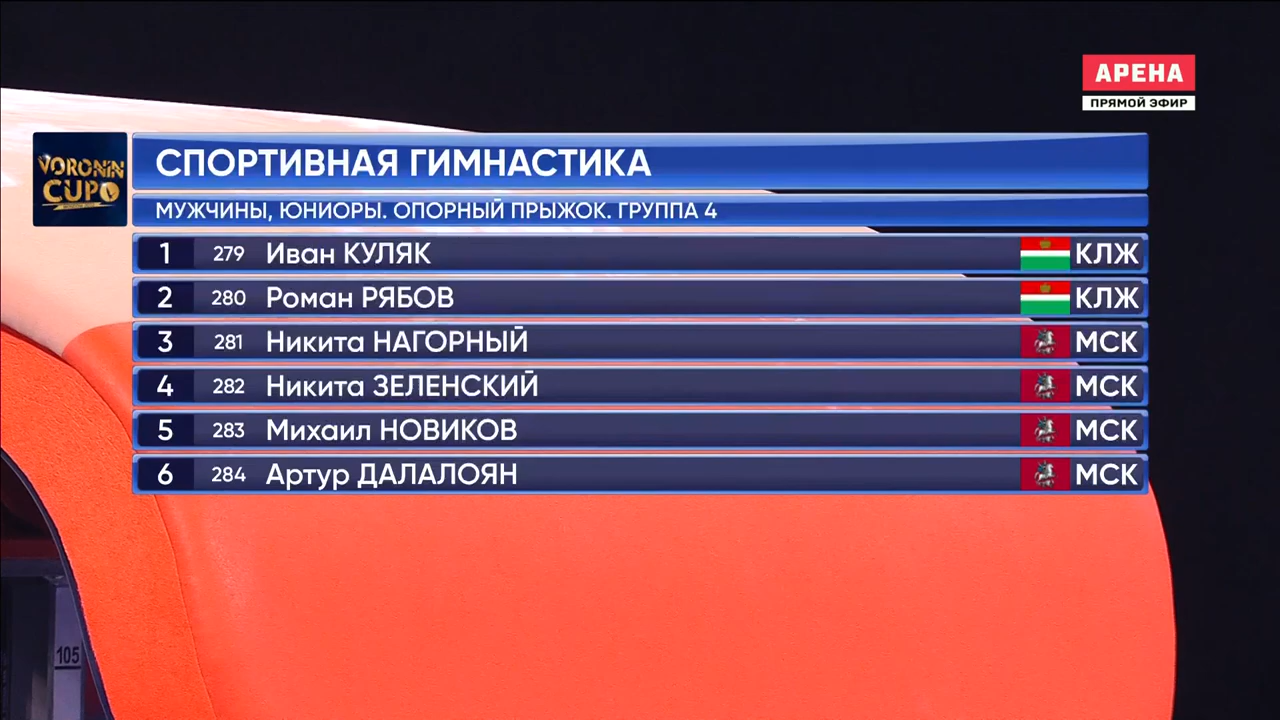 АРЕНА
ПРЯМОЙ ЭФИР
VORONIN
CUP
СПОРТИВНАЯ ГИМНАСТИКА
МУЖЧИНЫ, ЮНИОРЫ. ОПОРНЫЙ ПРЫЖОК. ГРУППА 4
1 279 Иван КУЛЯК КЛЖ
2 280 Роман РЯБОВ КЛЖ
3 281 Никита НАГОРНЫЙ МСК
4 282 Никита ЗЕЛЕНСКИЙ МСК
5 283 Михаил НОВИКОВ МСК
6 284 Артур ДАЛАЛОЯН МСК
105